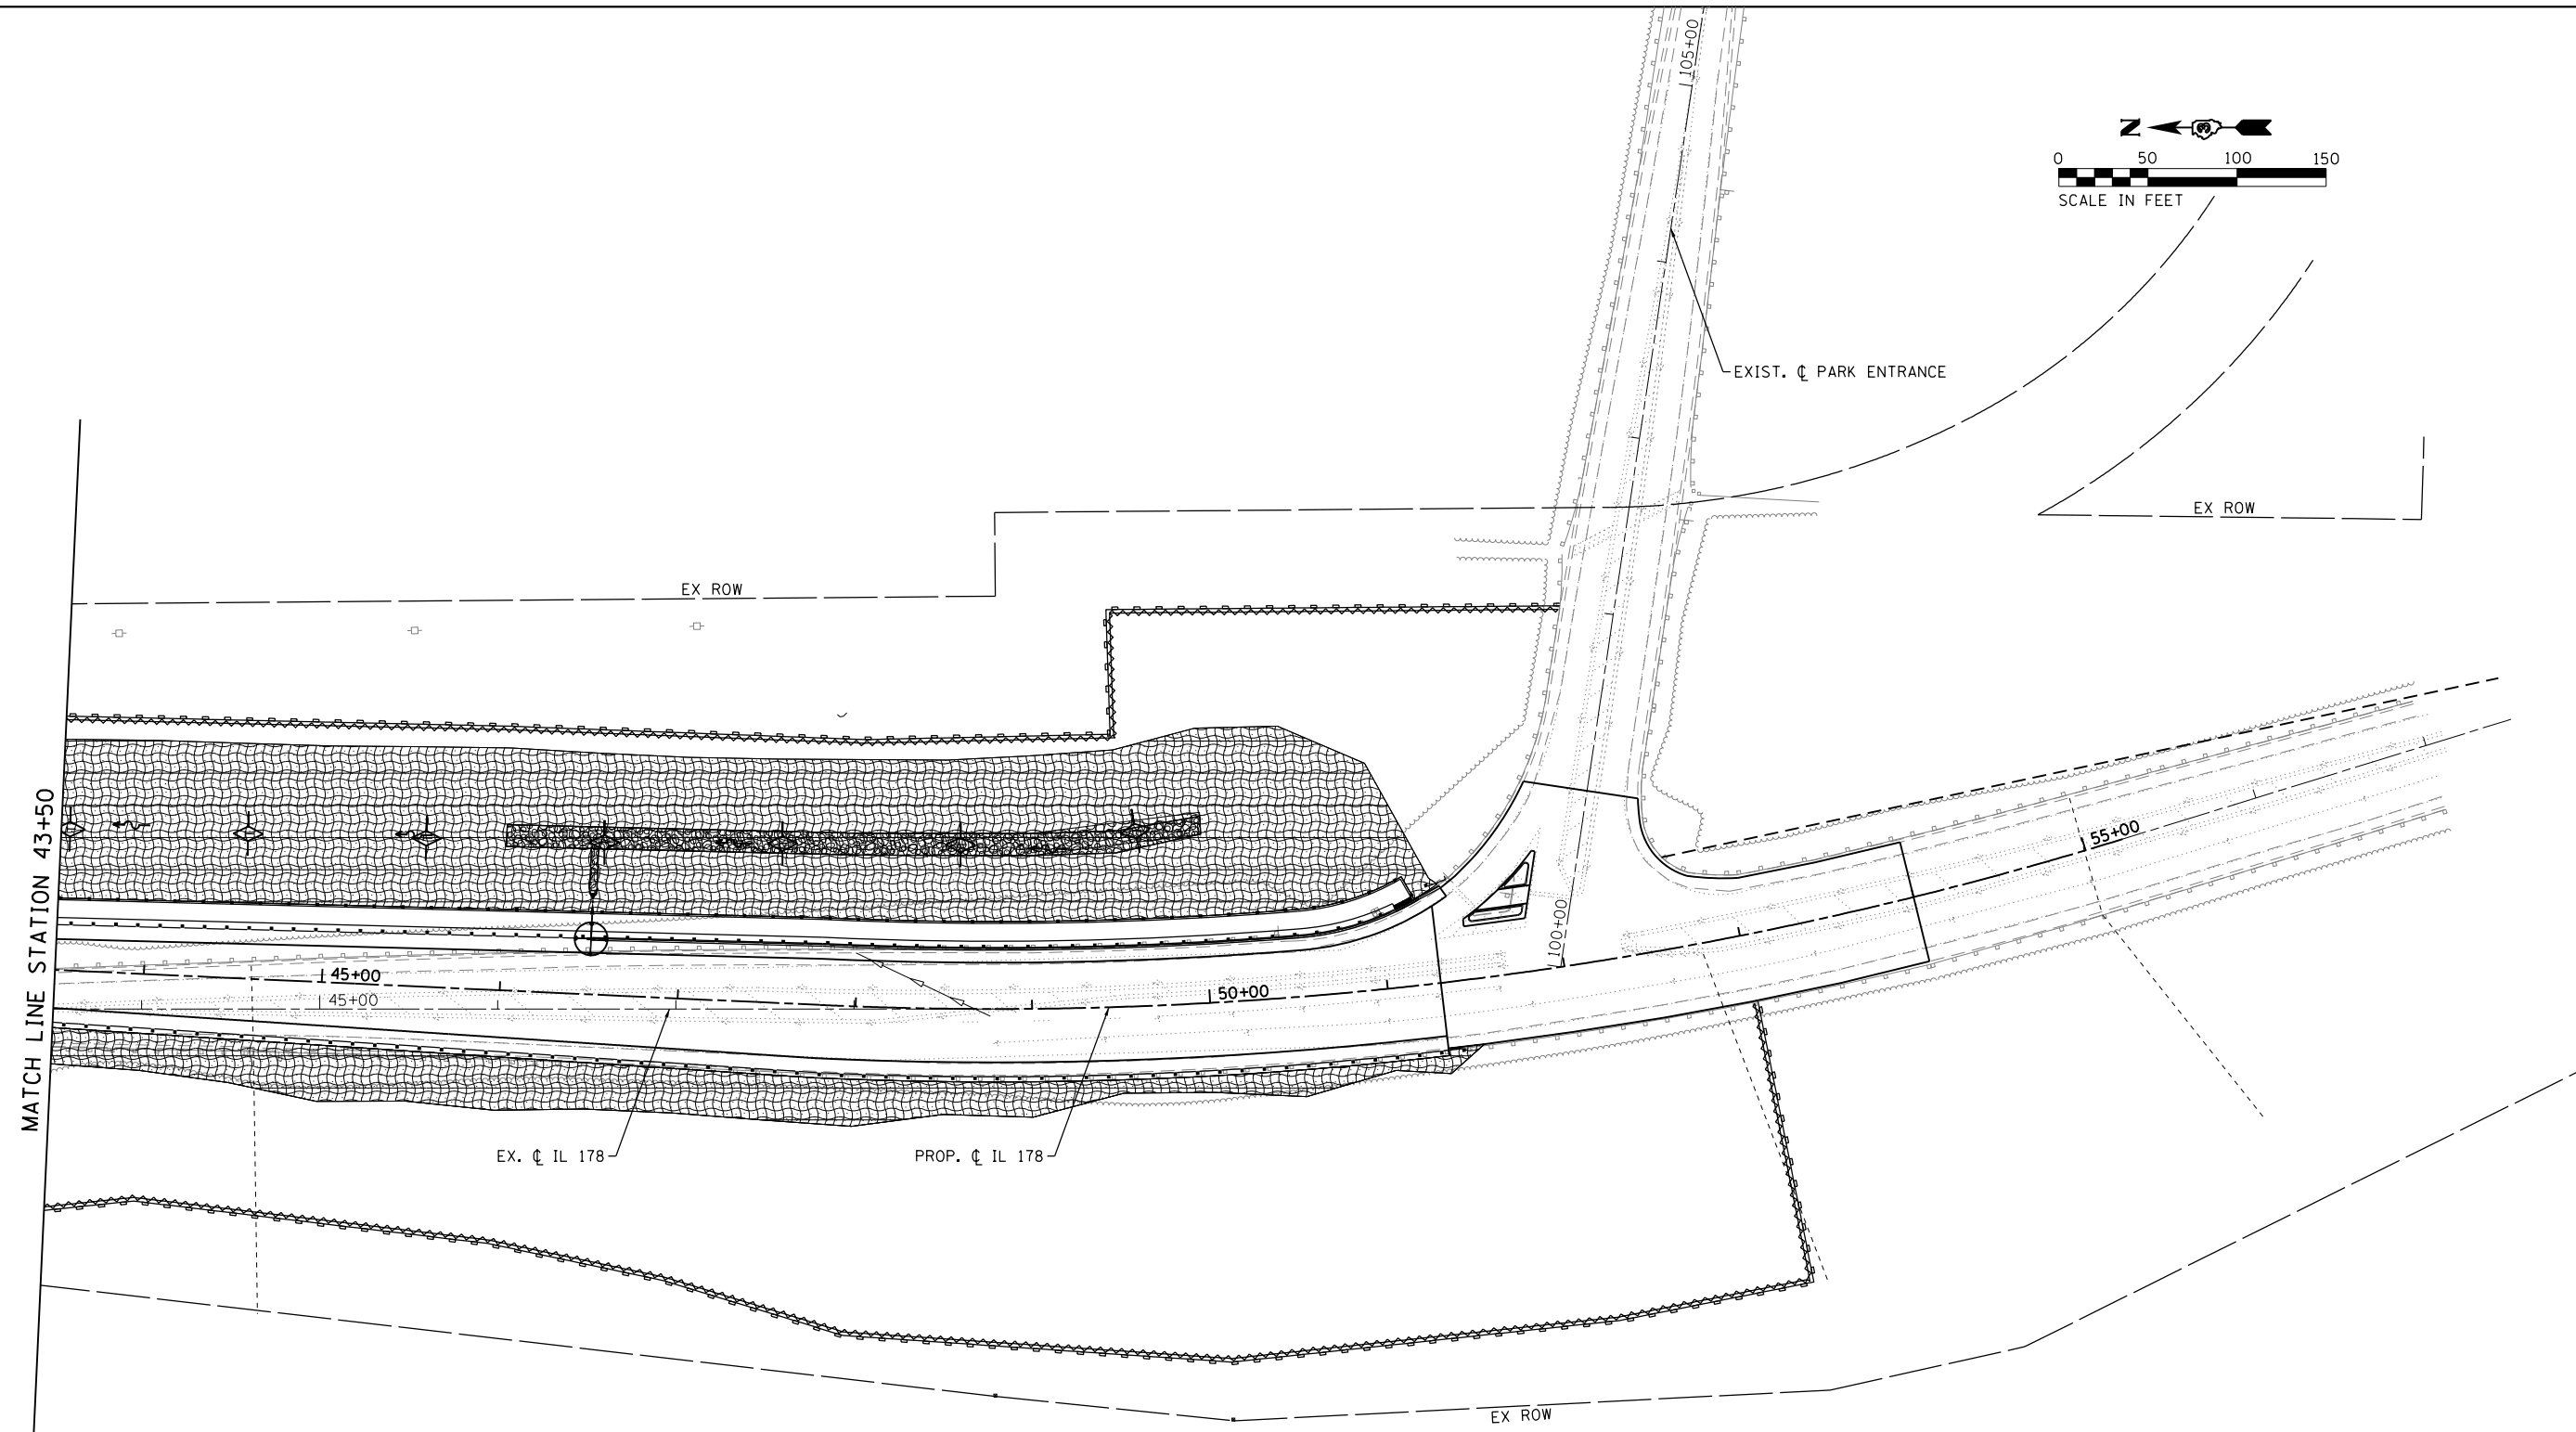 105+00
N
0 50 100 150
SCALE IN FEET
EXIST. ℄ PARK ENTRANCE
EX ROW
EX ROW
MATCH LINE STATION 43+50
55+00
100+00
45+00
45+00
50+00
EX. ℄ IL 178
PROP. ℄ IL 178
EX ROW